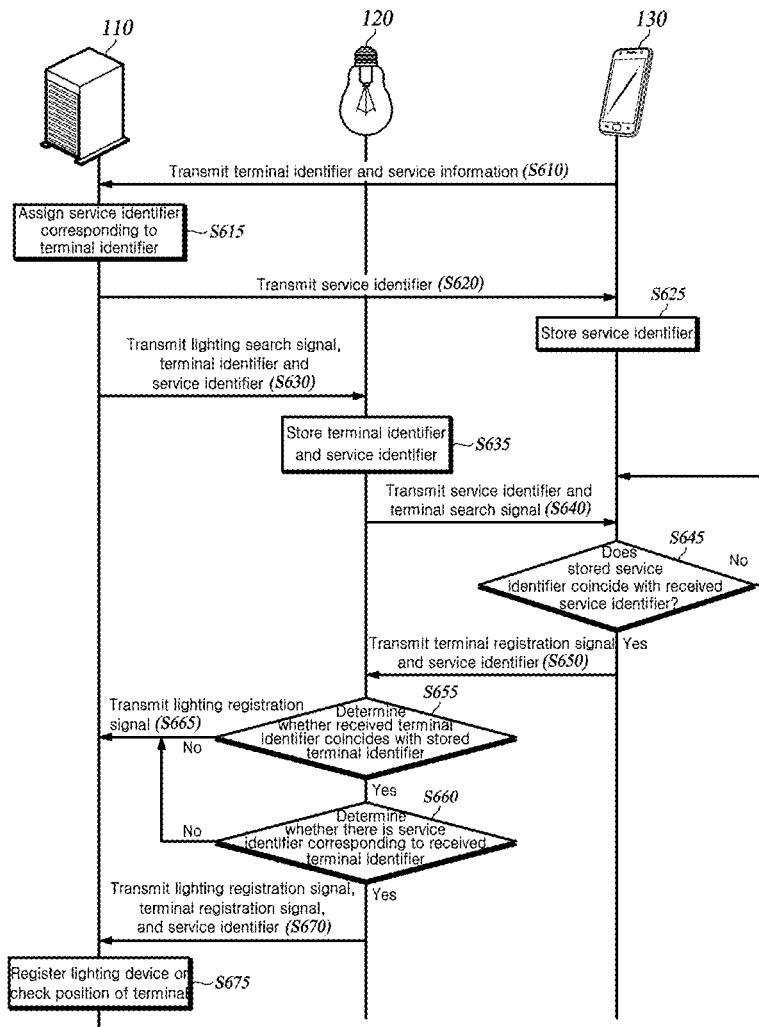 110
120
130
Transmit terminal identifier and service information (S610)
Assign service identifier
corresponding to
terminal identifier
S615
Transmit service identifier (S620)
S625
Store service identifier
Transmit lighting search signal,
terminal identifier and
service identifier (S630)
Store terminal identifier
and service identifier
S635
Transmit service identifier and
terminal search signal (S640)
S645
Does
stored service
identifier coincide with received
service identifier?
No
Yes
Transmit terminal registration signal
and service identifier (S650)
S655
Transmit lighting registration
signal (S665)
Determine
whether received terminal
identifier coincides with stored
terminal identifier
No
Yes
S660
Determine
whether there is service
identifier corresponding to received
terminal identifier
No
Yes
Transmit lighting registration signal,
terminal registration signal,
and service identifier (S670)
Register lighting device or
check position of terminal
S675